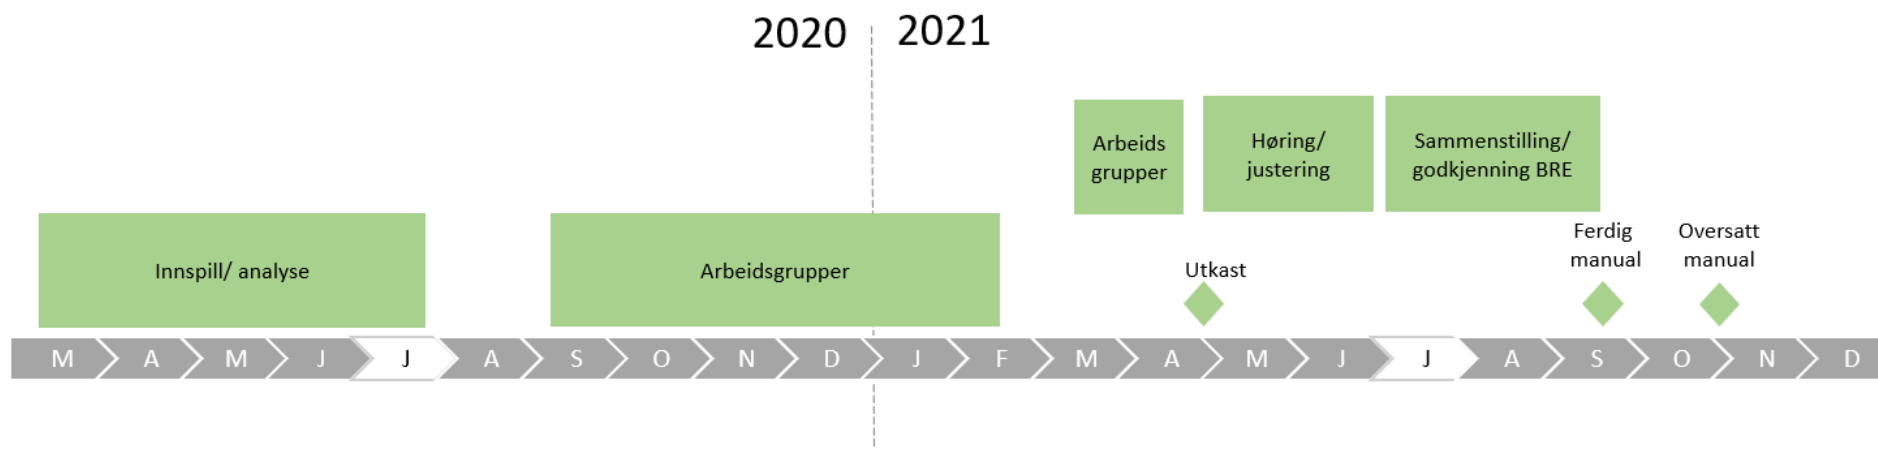 2020
2021
Arbeids
grupper
Høring/
justering
Sammenstilling/
godkjenning BRE
Innspill/ analyse
Arbeidsgrupper
Utkast
Ferdig
manual
Oversatt
manual
M A M J J A S O N D J F M A M J J A S O N D